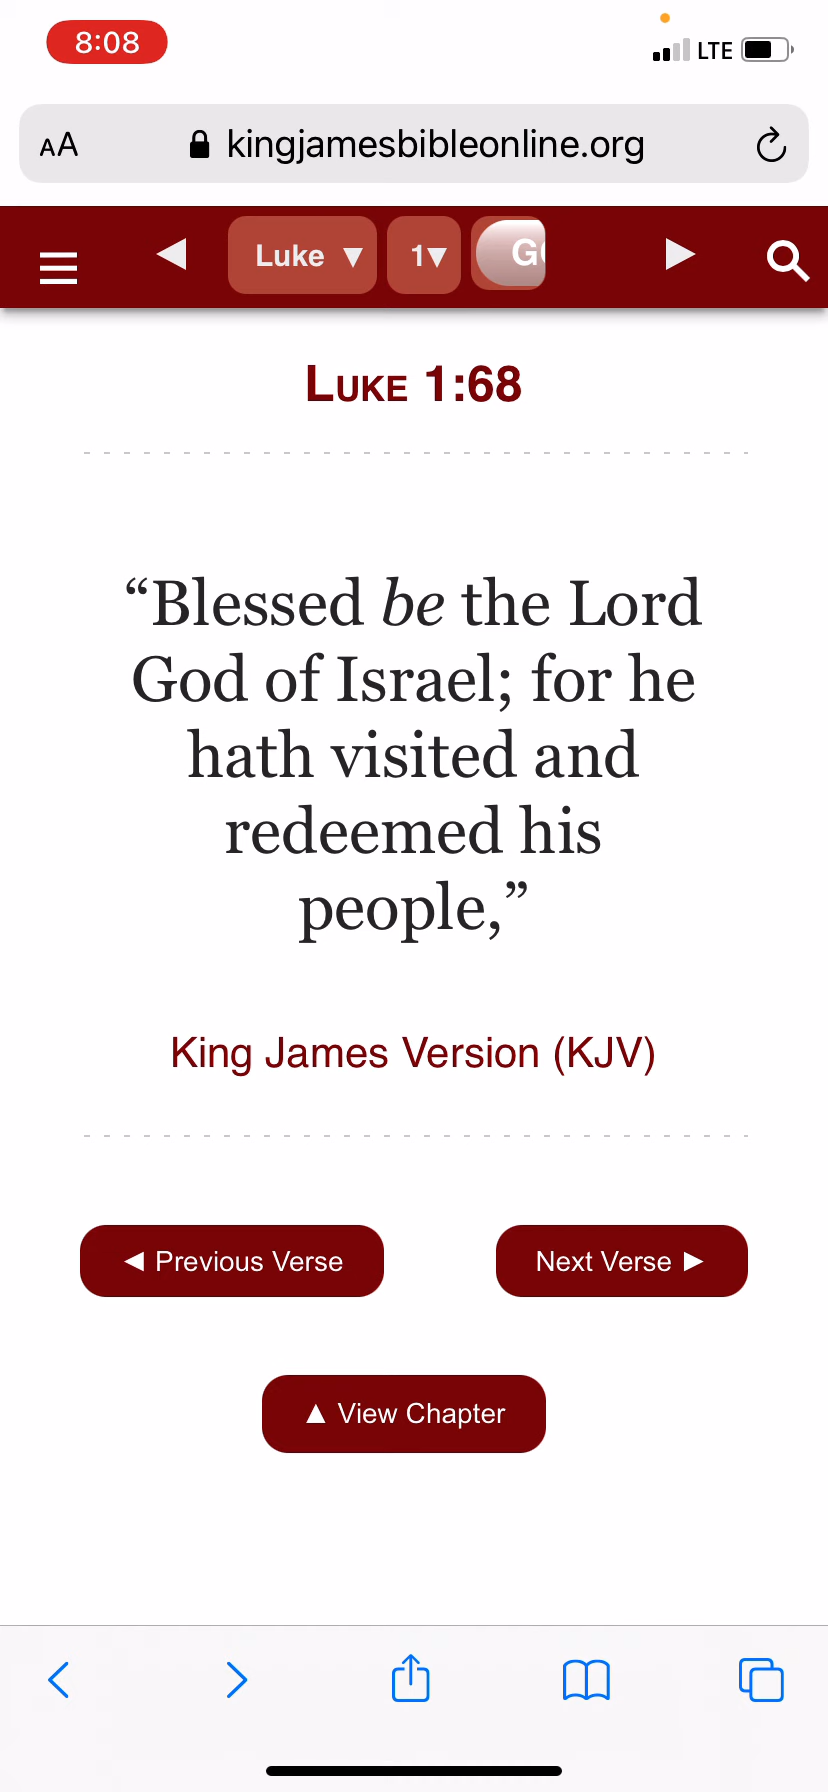 8:08 LTE
AA kingjamesbibleonline.org
Luke ▼ 1▼ G
LUKE 1:68
“Blessed be the Lord
God of Israel; for he
hath visited and
redeemed his
people,”
King James Version (KJV)
◀ Previous Verse Next Verse ▶
▲ View Chapter